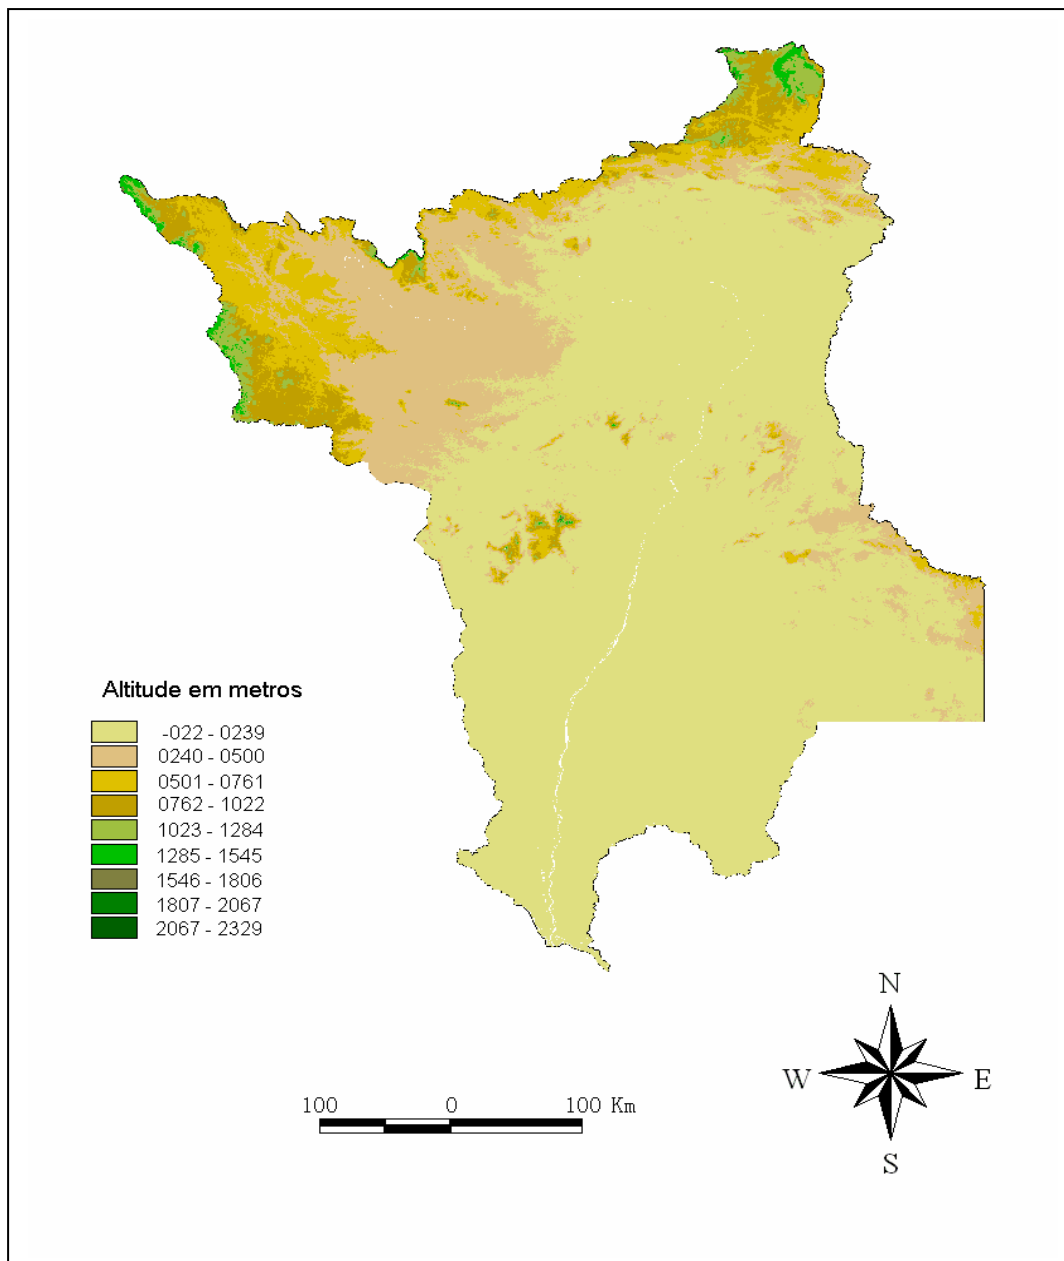 Altitude em metros
-022 - 0239
0240 - 0500
0501 - 0761
0762 - 1022
1023 - 1284
1285 - 1545
1546 - 1806
1807 - 2067
2067 - 2329
N
W E
S
100 0 100 Km